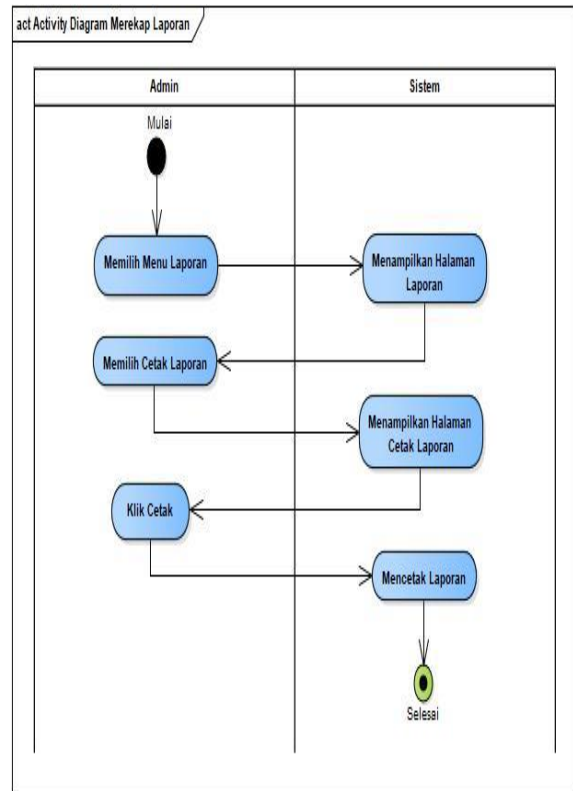 act Activity Diagram Merekap Laporan
Admin
Sistem
Mulai
Memilih Menu Laporan
Menampilkan Halaman
Laporan
Memilih Cetak Laporan
Menampilkan Halaman
Cetak Laporan
Klik Cetak
Mencetak Laporan
Selesai